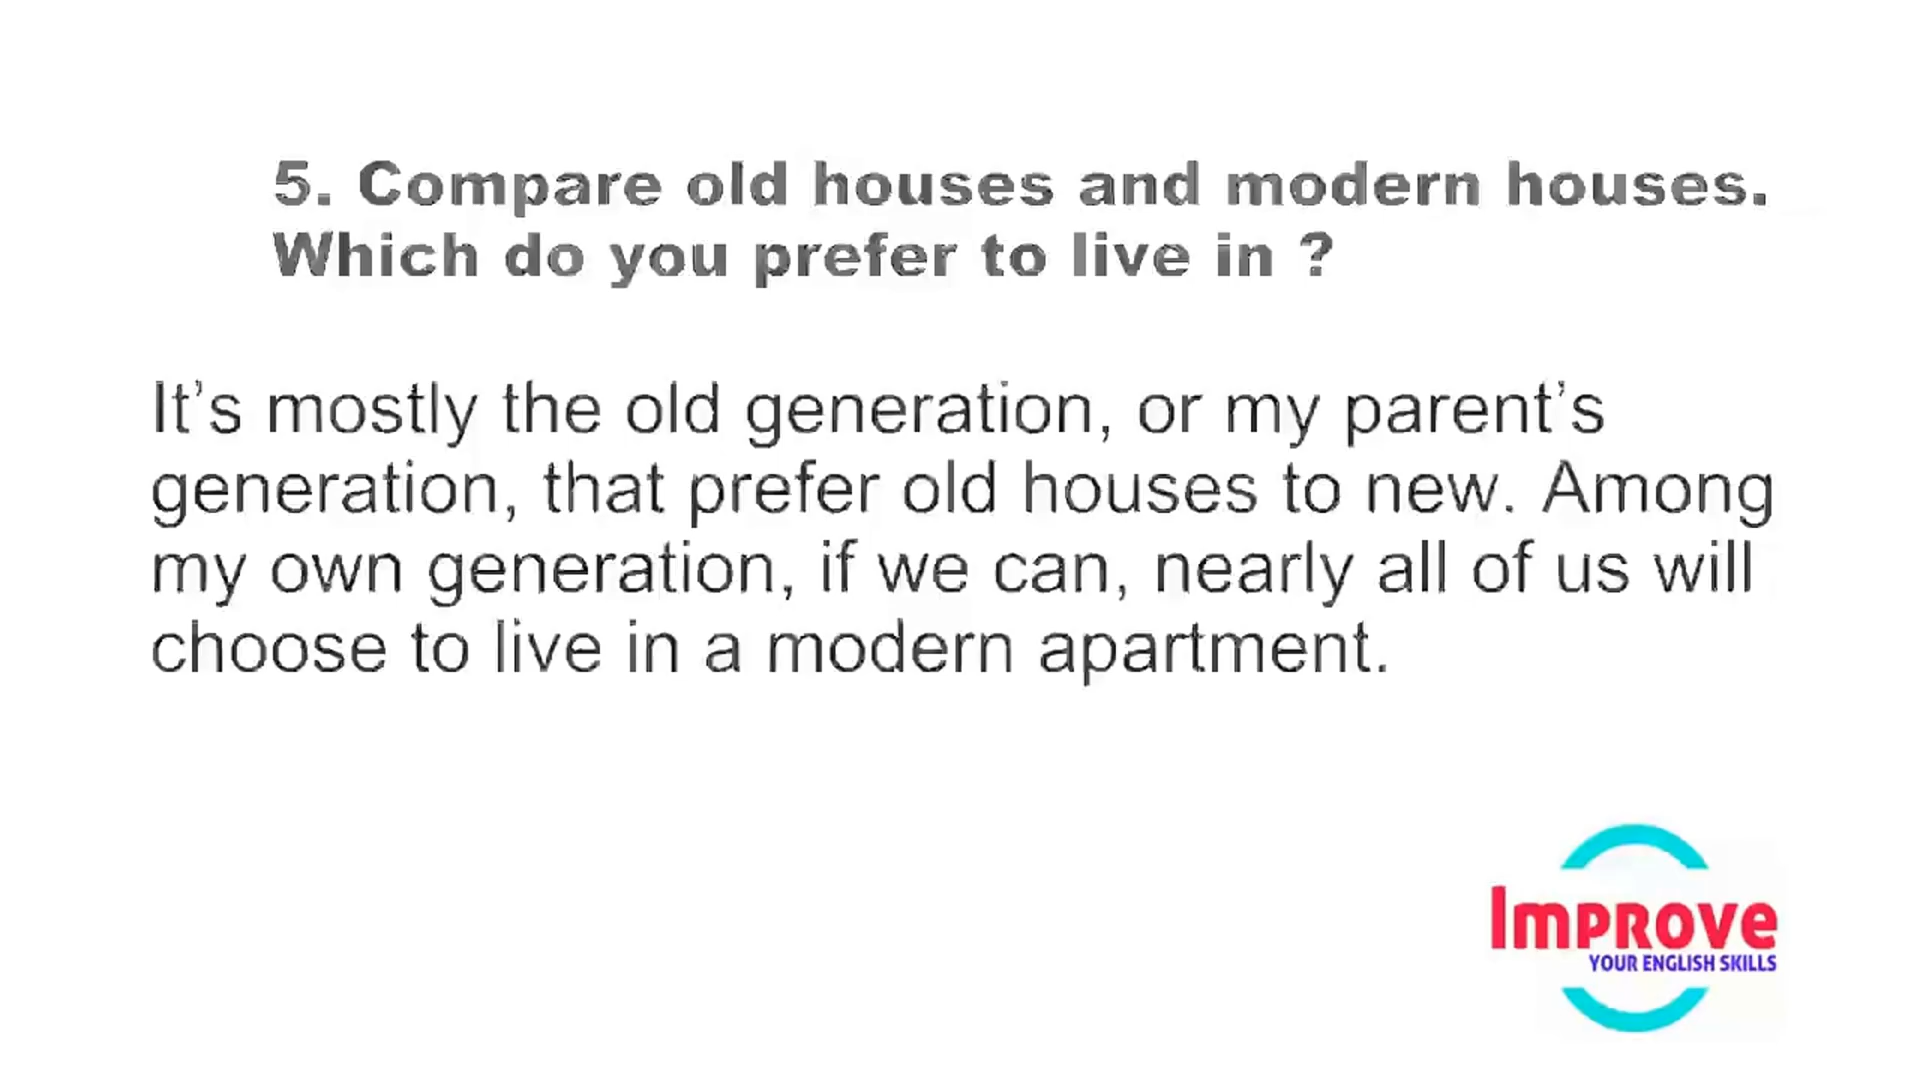 5. Compare old houses and modern houses.
Which do you prefer to live in ?
It’s mostly the old generation, or my parent’s
generation, that prefer old houses to new. Among
my own generation, if we can, nearly all of us will
choose to live in a modern apartment.
Improve
YOUR ENGLISH SKILLS